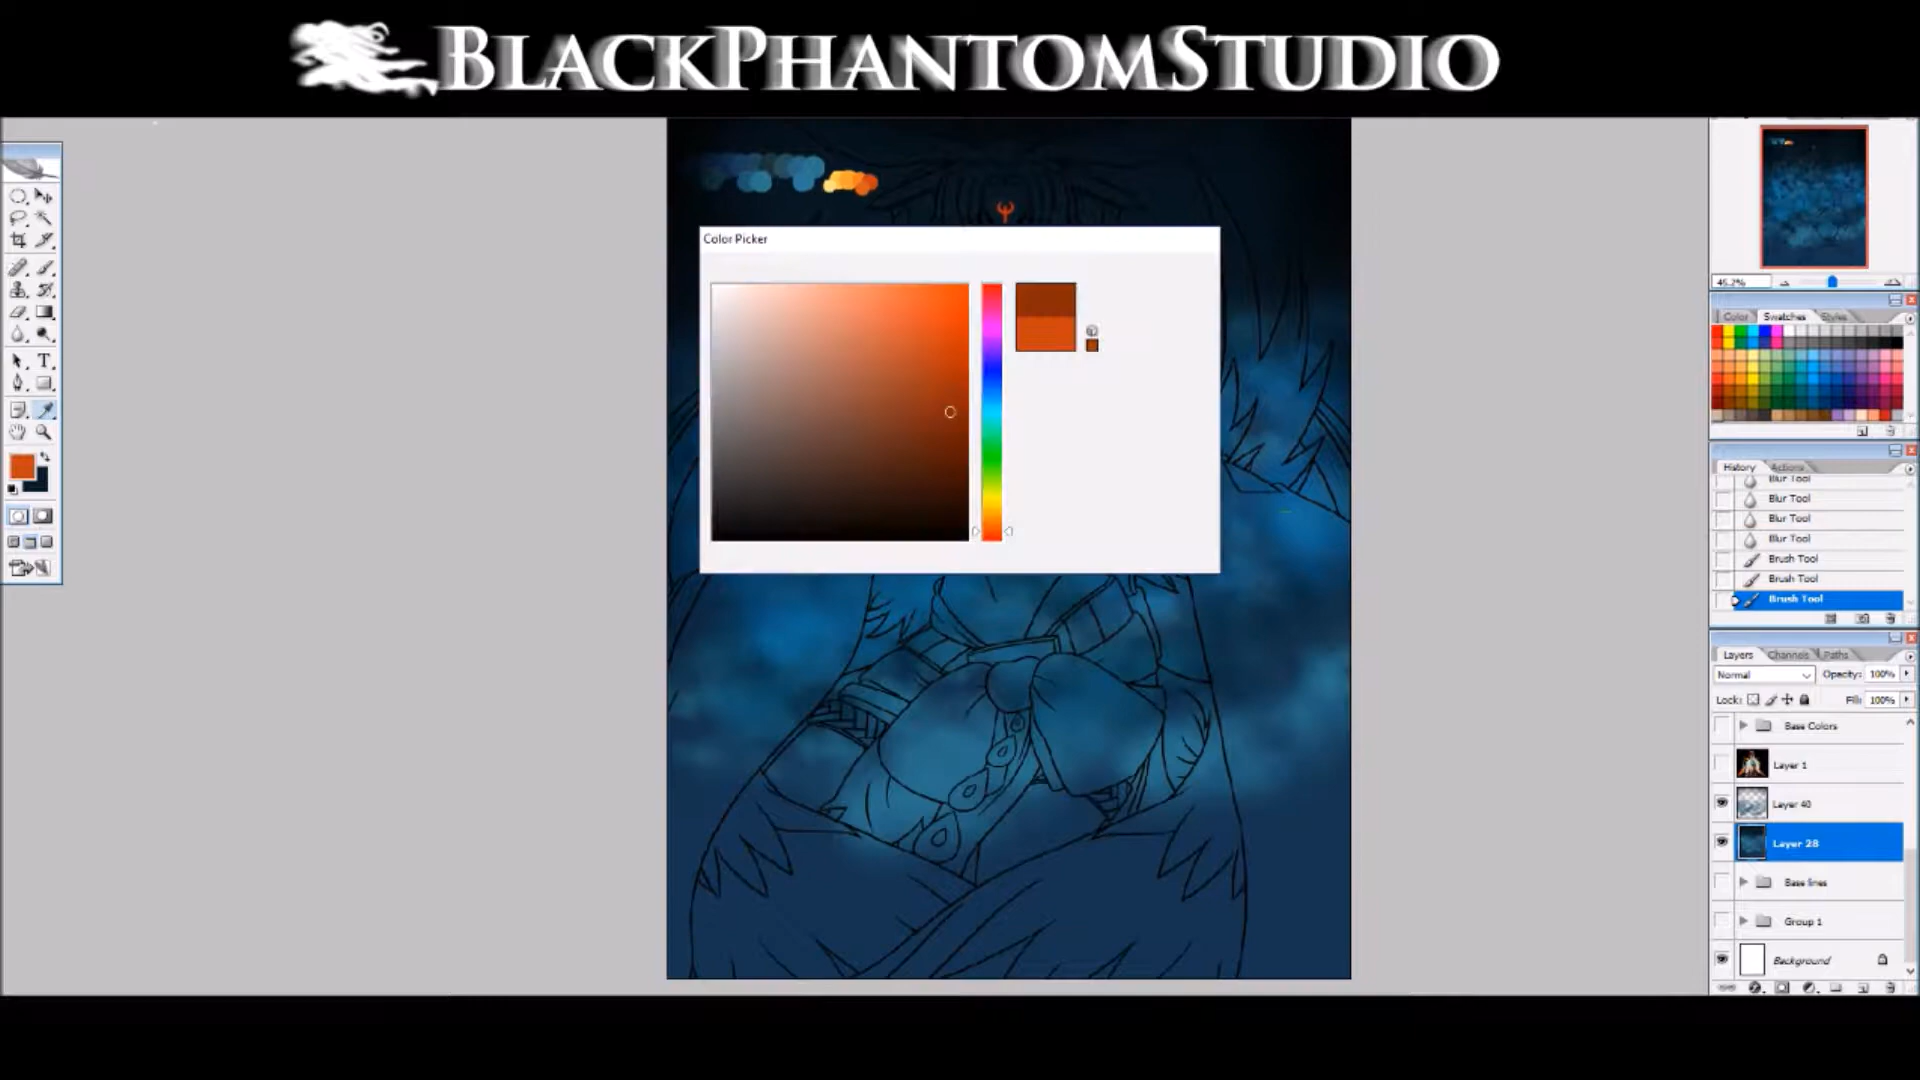 BLACKPHANTOMSTUDIO
Color Picker
45.2%
Color Swatches Styles
History Actions
Blur Tool
Blur Tool
Blur Tool
Blur Tool
Brush Tool
Brush Tool
Brush Tool
Layers Channels Paths
Normal Opacity: 100%
Lock: Fill: 100%
Base Colors
Layer 1
Layer 40
Layer 28
Base lines
Group 1
Background